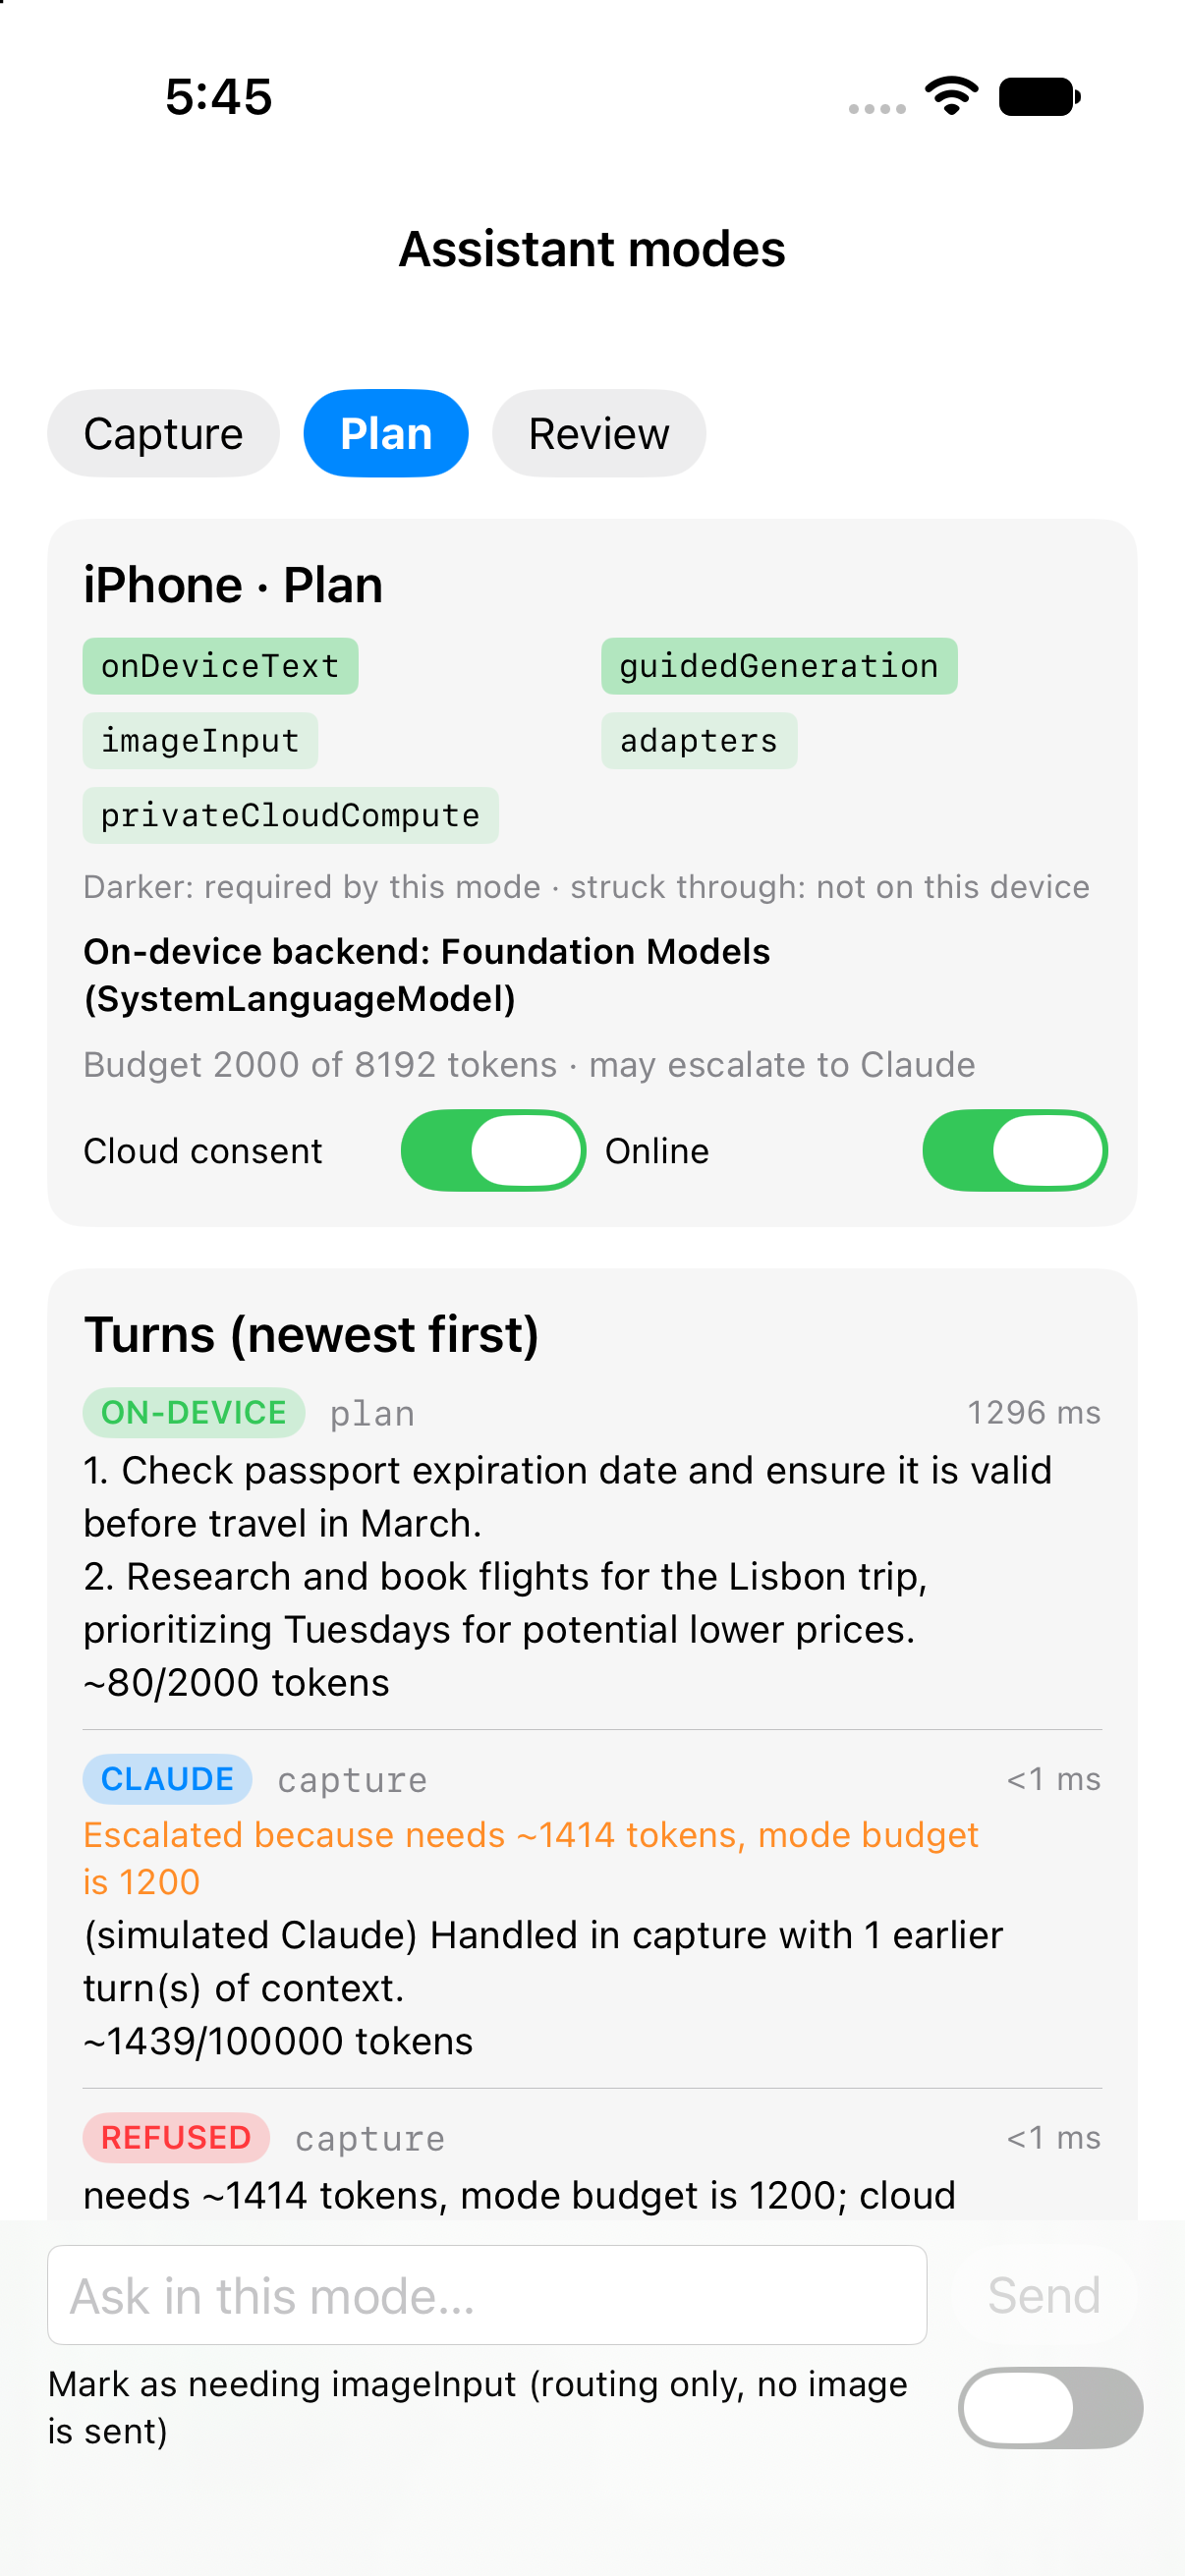 5:45
Assistant modes
Capture Plan Review
iPhone · Plan
onDeviceText guidedGeneration
imageInput adapters
privateCloudCompute
Darker: required by this mode · struck through: not on this device
On-device backend: Foundation Models
(SystemLanguageModel)
Budget 2000 of 8192 tokens · may escalate to Claude
Cloud consent Online
Turns (newest first)
ON-DEVICE plan 1296 ms
1. Check passport expiration date and ensure it is valid
before travel in March.
2. Research and book flights for the Lisbon trip,
prioritizing Tuesdays for potential lower prices.
~80/2000 tokens
CLAUDE capture <1 ms
Escalated because needs ~1414 tokens, mode budget
is 1200
(simulated Claude) Handled in capture with 1 earlier
turn(s) of context.
~1439/100000 tokens
REFUSED capture <1 ms
needs ~1414 tokens, mode budget is 1200; cloud
Ask in this mode... Send
Mark as needing imageInput (routing only, no image
is sent)